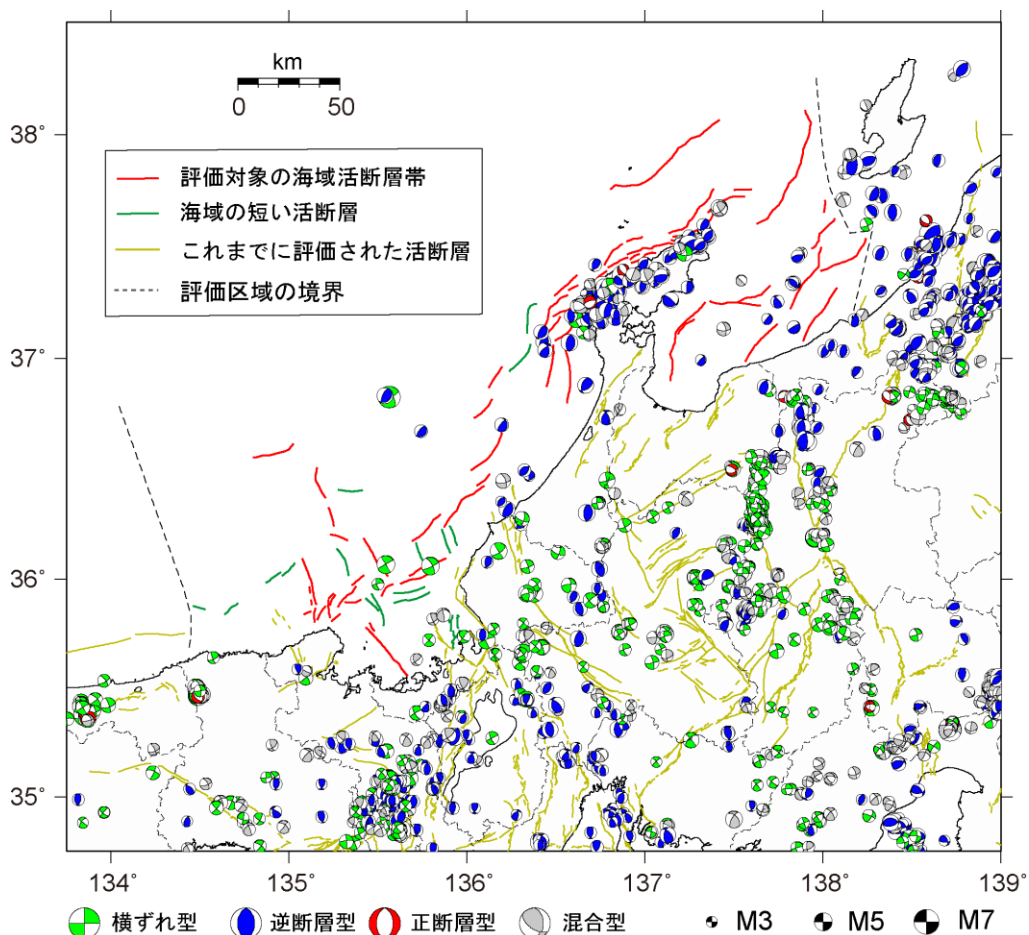 km
0 50
38°
37°
36°
35°
評価対象の海域活断層帯
海域の短い活断層
これまでに評価された活断層
評価区域の境界
134° 135° 136° 137° 138° 139°
横ずれ型 逆断層型 正断層型 混合型 M3 M5 M7